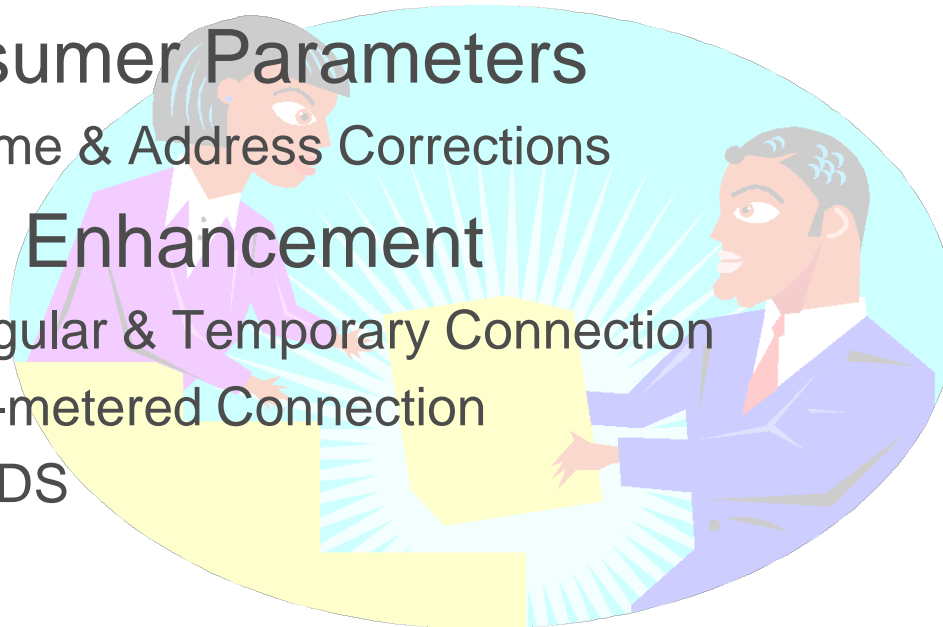 sumer Parameters
me & Address Corrections
Enhancement
gular & Temporary Connection
-metered Connection
DS